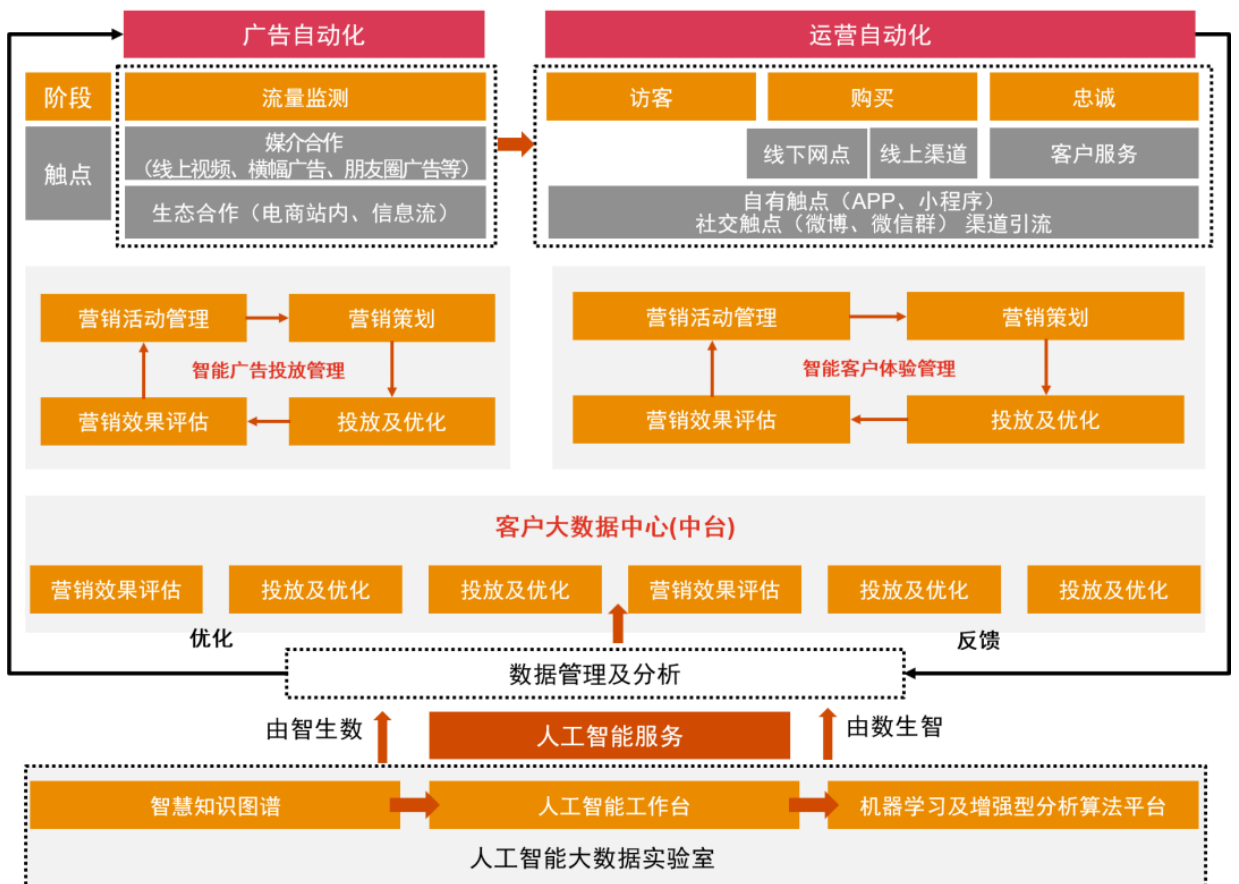 广告自动化
运营自动化
阶段
流量监测
访客
购买
忠诚
触点
媒介合作
(线上视频、横幅广告、朋友圈广告等)
线下网点
线上渠道
客户服务
生态合作（电商站内、信息流）
自有触点（APP、小程序）
社交触点（微博、微信群） 渠道引流
营销活动管理
营销策划
智能广告投放管理
营销效果评估
投放及优化
营销活动管理
营销策划
智能客户体验管理
营销效果评估
投放及优化
客户大数据中心(中台)
营销效果评估
投放及优化
投放及优化
营销效果评估
投放及优化
投放及优化
优化
反馈
数据管理及分析
由智生数
人工智能服务
由数生智
智慧知识图谱
人工智能工作台
机器学习及增强型分析算法平台
人工智能大数据实验室